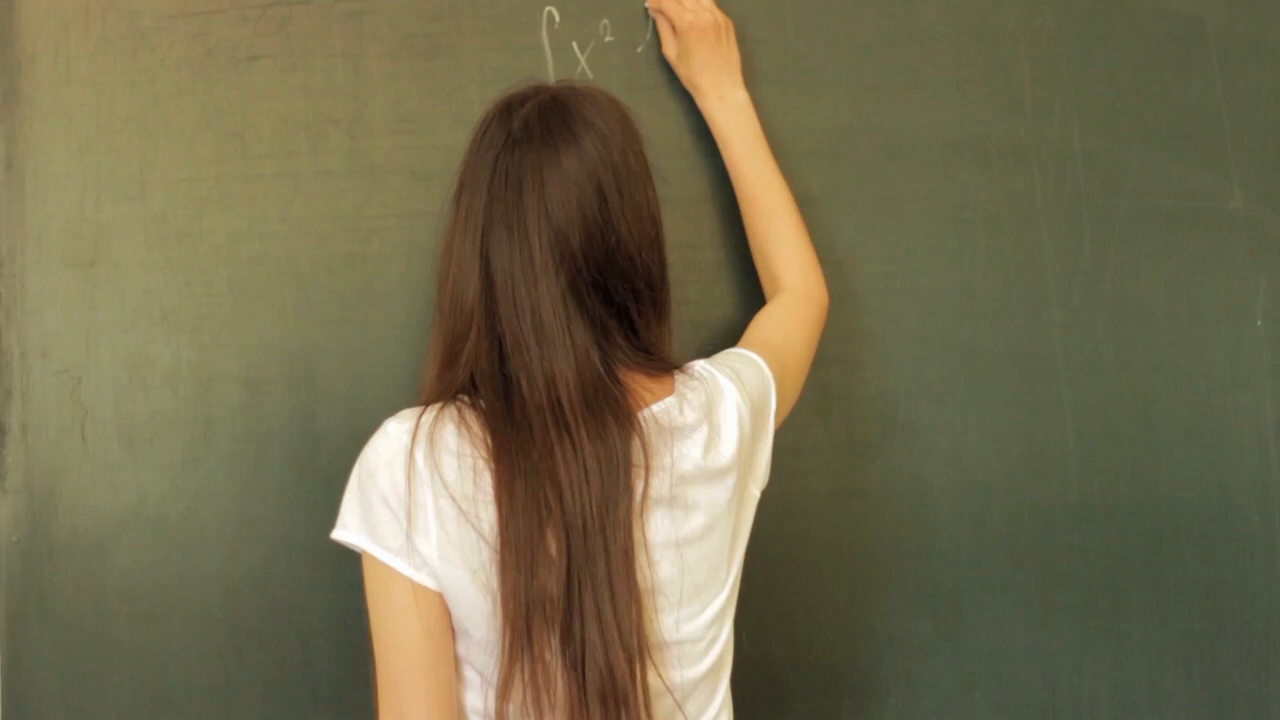 ∫ x²